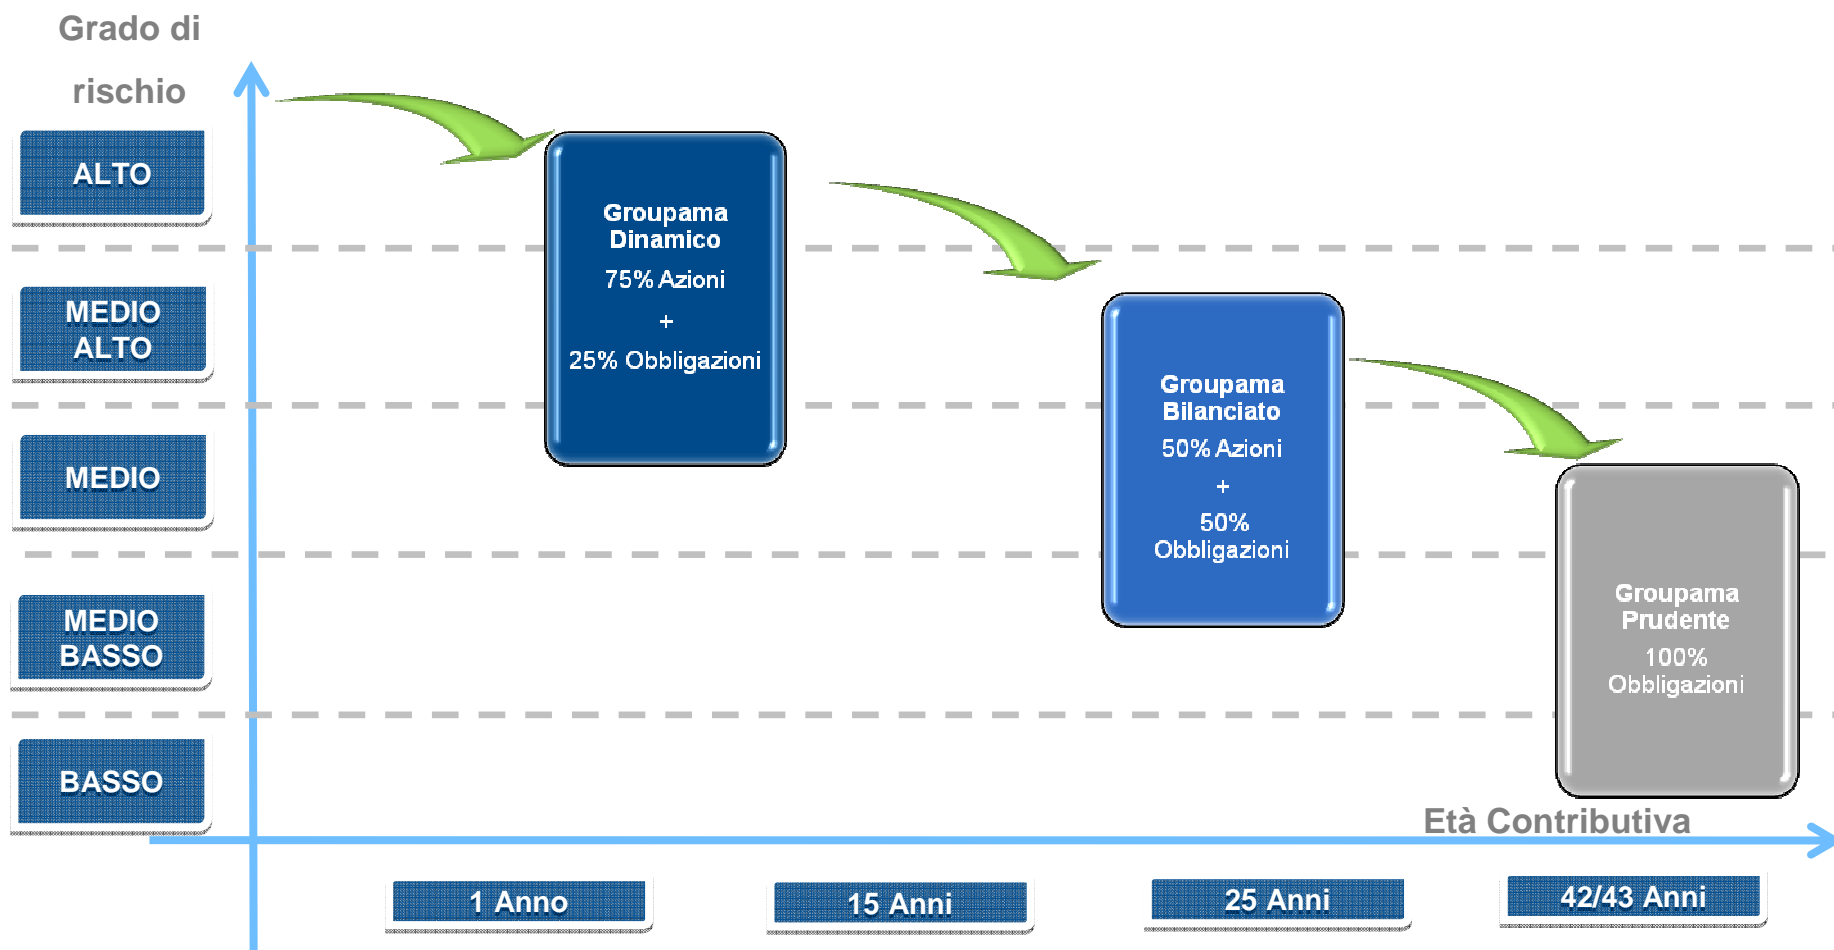 Grado di
rischio
ALTO
MEDIO
ALTO
MEDIO
MEDIO
BASSO
BASSO
Groupama
Dinamico
75% Azioni
+
25% Obbligazioni
Groupama
Bilanciato
50% Azioni
+
50%
Obbligazioni
Groupama
Prudente
100%
Obbligazioni
Età Contributiva
1 Anno
15 Anni
25 Anni
42/43 Anni